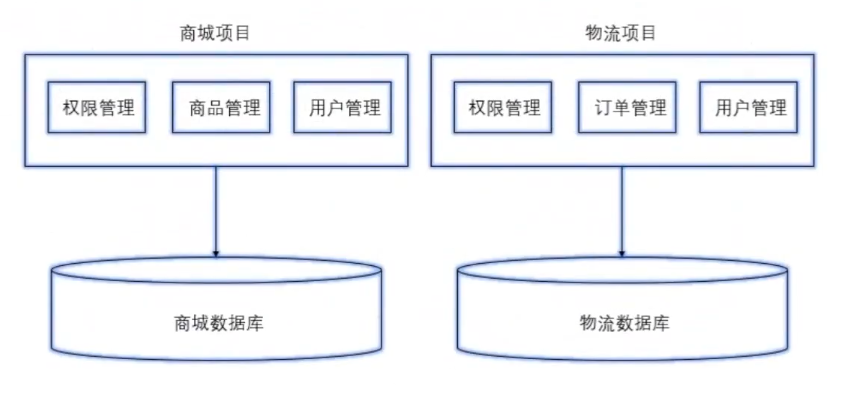 商城项目
物流项目
权限管理
商品管理
用户管理
权限管理
订单管理
用户管理
商城数据库
物流数据库